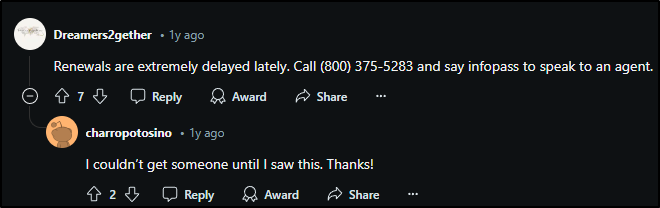 Dreamers2gether • 1y ago
Renewals are extremely delayed lately. Call (800) 375-5283 and say infopass to speak to an agent.
7 Reply Award Share ...
charropotosino • 1y ago
I couldn’t get someone until I saw this. Thanks!
2 Reply Award Share ...